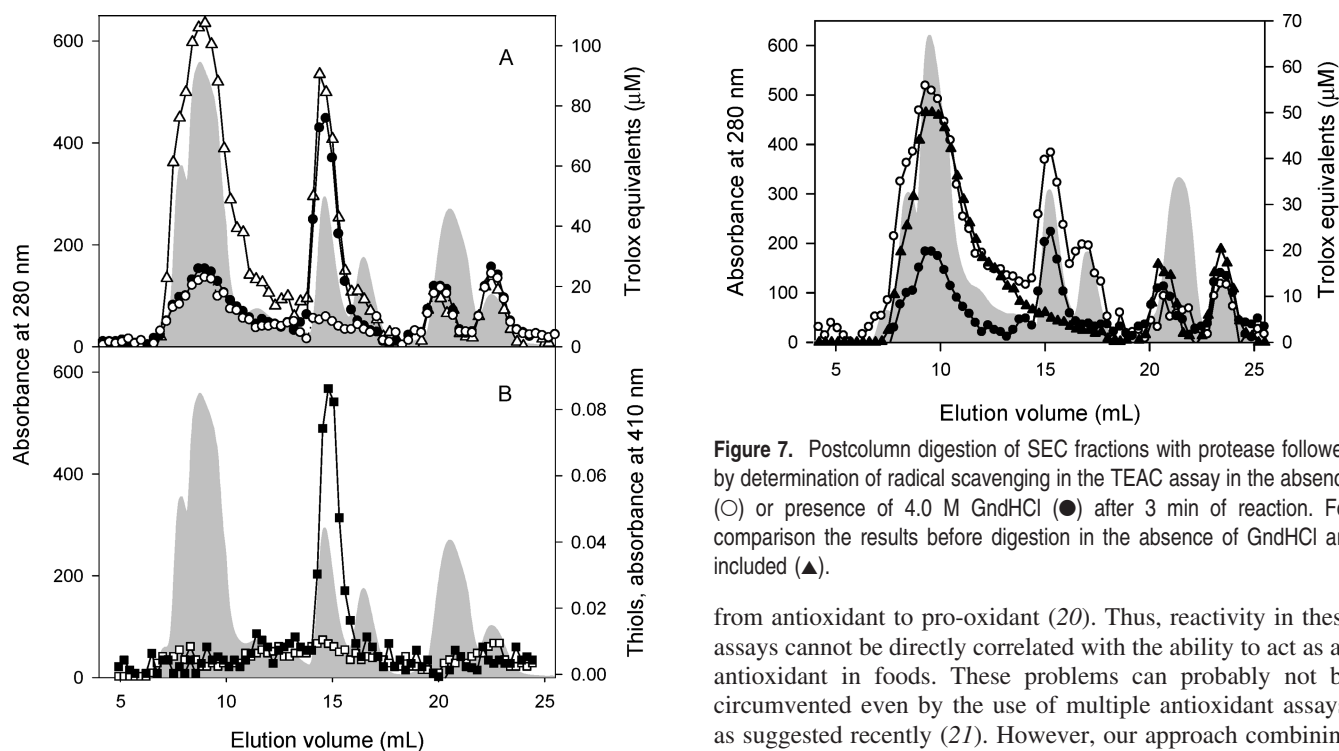 A
600
400
200
0
Absorbance at 280 nm
100
80
60
40
20
0
Trolox equivalents (μM)
B
600
400
200
0
0.08
0.06
0.04
0.02
0.00
Thiols, absorbance at 410 nm
5 10 15 20 25
Elution volume (mL)
600
500
400
300
200
100
0
Absorbance at 280 nm
70
60
50
40
30
20
10
0
Trolox equivalents (μM)
5 10 15 20 25
Elution volume (mL)
Figure 7. Postcolumn digestion of SEC fractions with protease followe
by determination of radical scavenging in the TEAC assay in the absenc
(○) or presence of 4.0 M GndHCl (●) after 3 min of reaction. Fo
comparison the results before digestion in the absence of GndHCl ar
included (▲).
from antioxidant to pro-oxidant (20). Thus, reactivity in thes
assays cannot be directly correlated with the ability to act as a
antioxidant in foods. These problems can probably not b
circumvented even by the use of multiple antioxidant assays
as suggested recently (21). However, our approach combinin